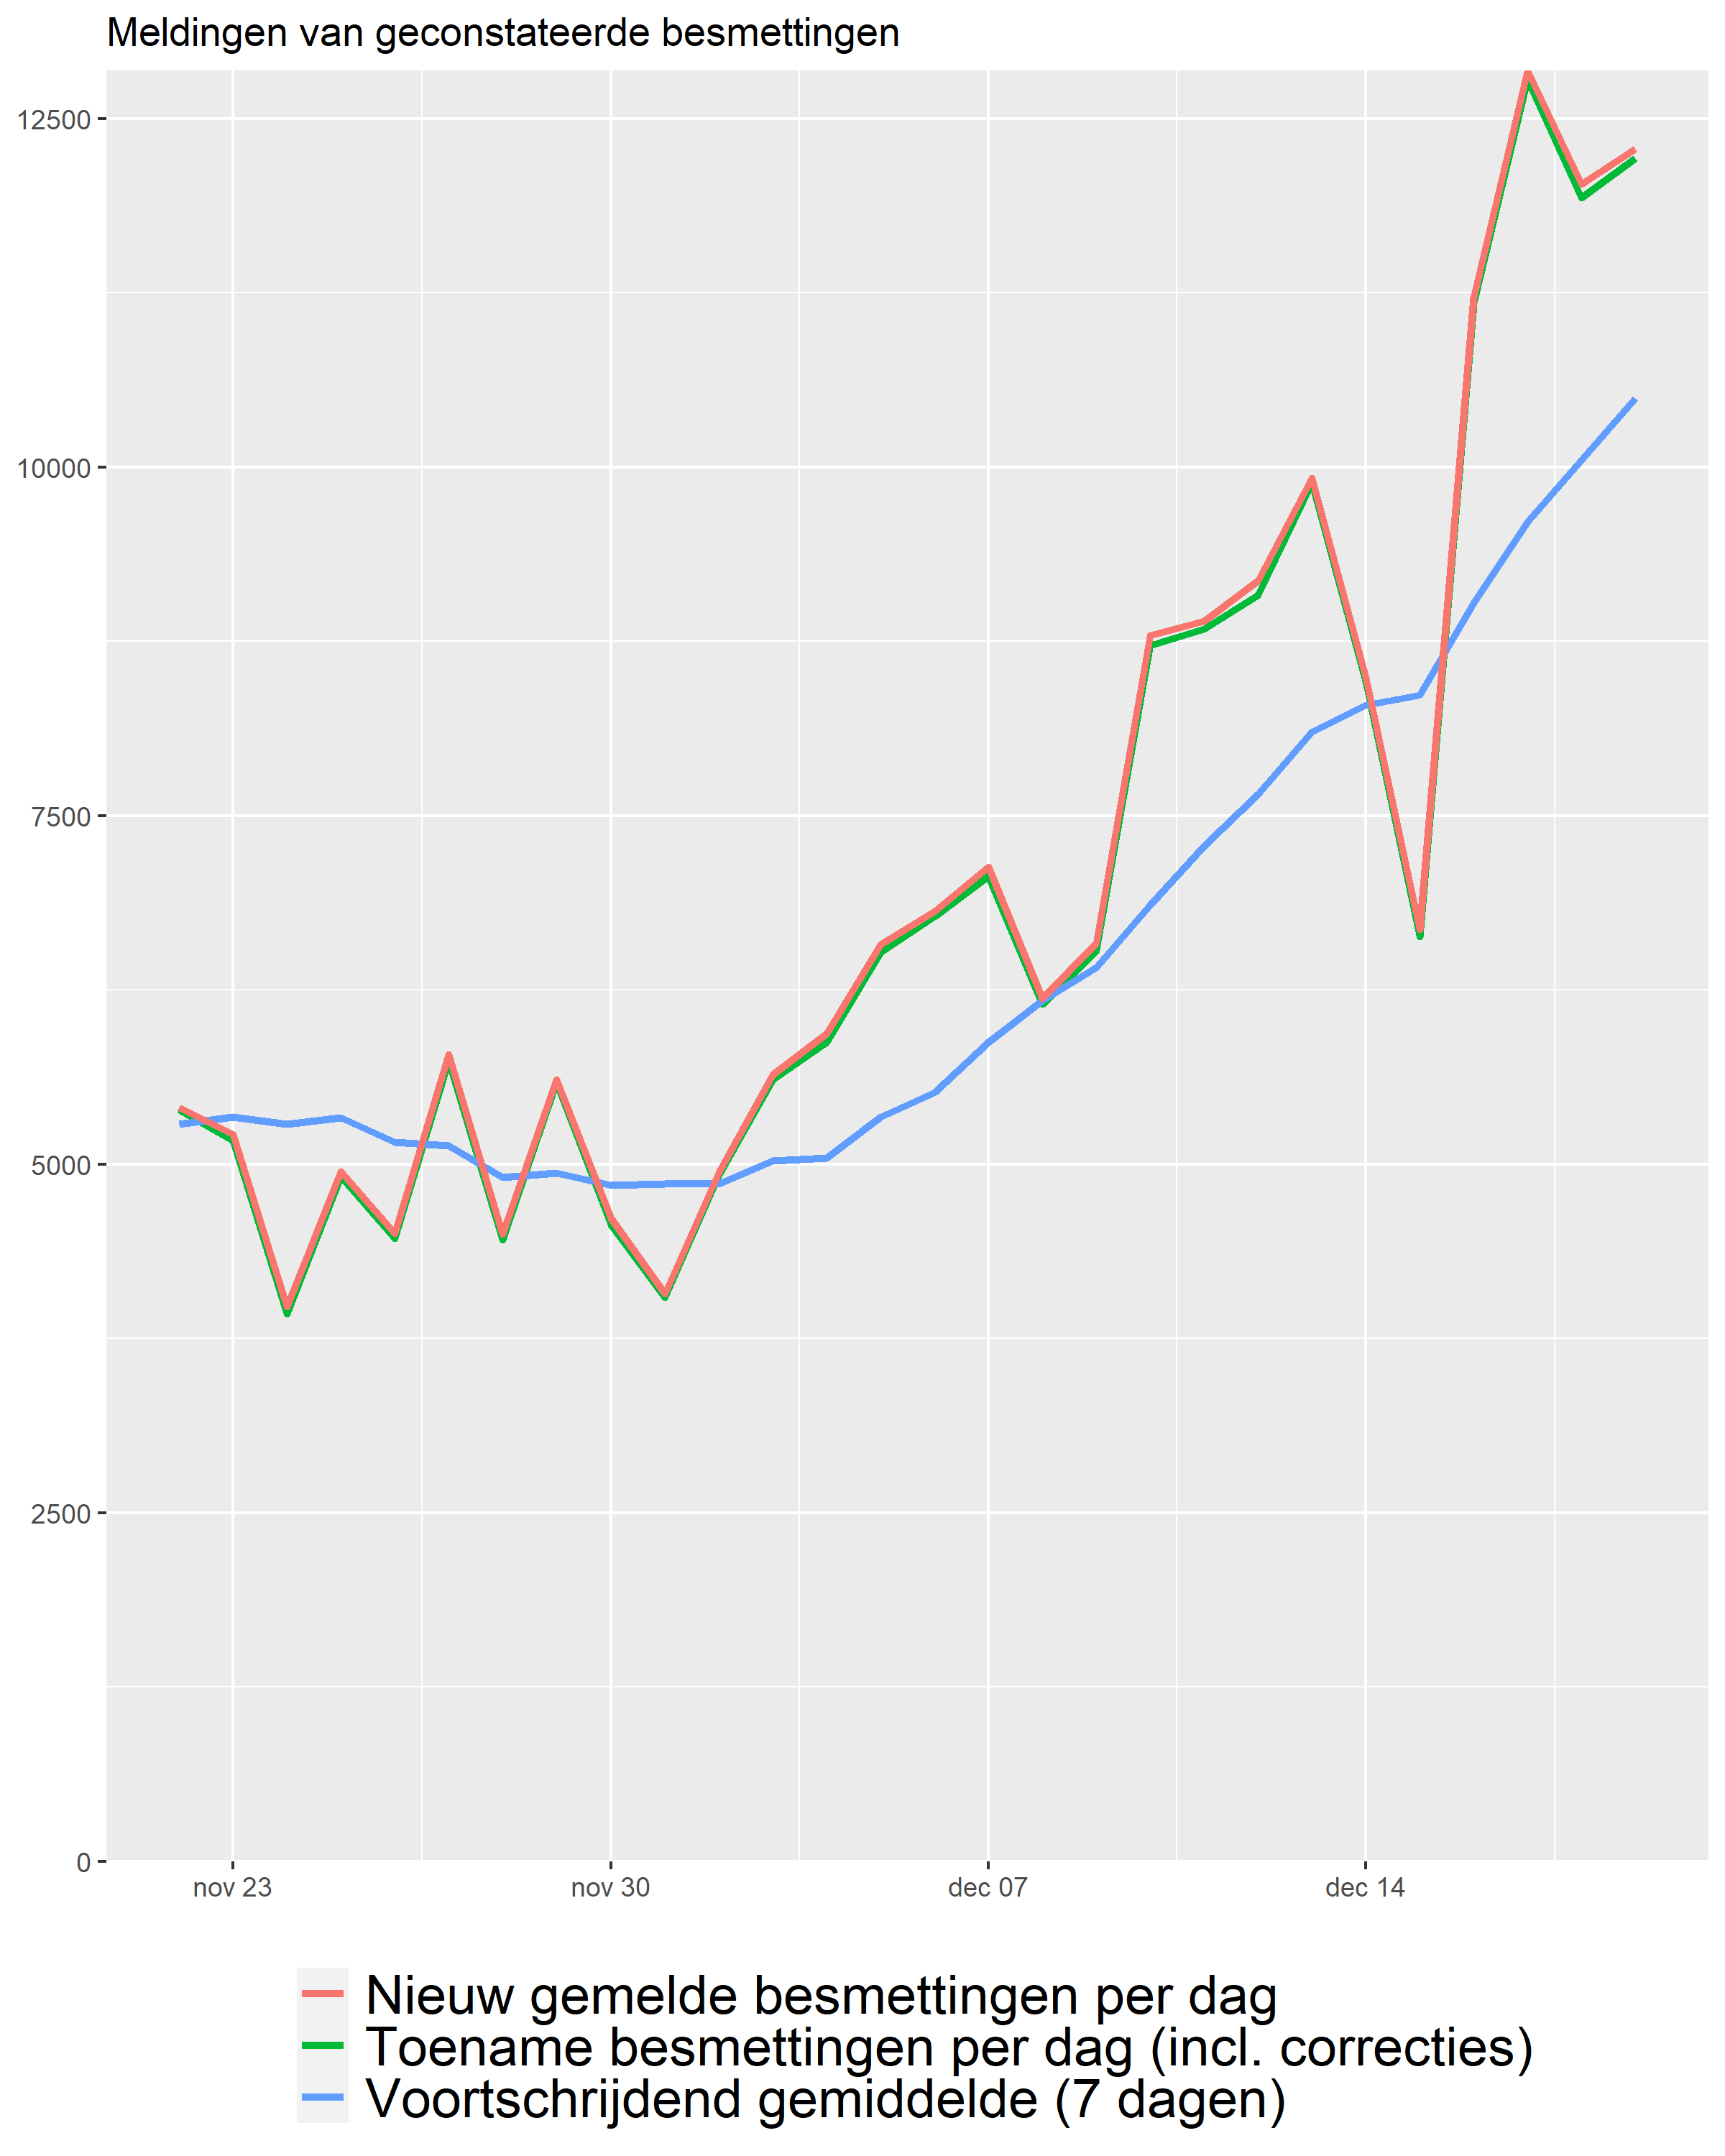 Meldingen van geconstateerde besmettingen
12500
10000
7500
5000
2500
0
nov 23
nov 30
dec 07
dec 14
Nieuw gemelde besmettingen per dag
Toename besmettingen per dag (incl. correcties)
Voortschrijdend gemiddelde (7 dagen)